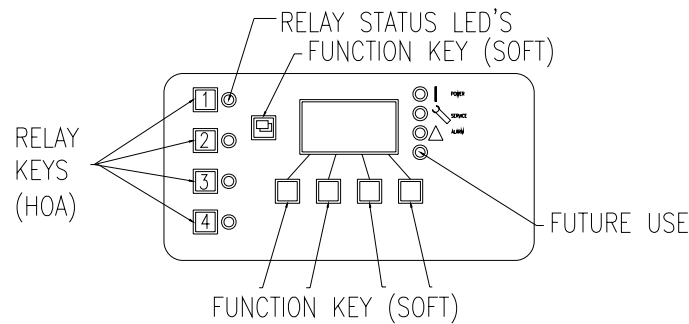 RELAY STATUS LED'S
FUNCTION KEY (SOFT)
1
POWER
SERVICE
2
ALARM
RELAY
KEYS
(HOA)
3
4
FUTURE USE
FUNCTION KEY (SOFT)